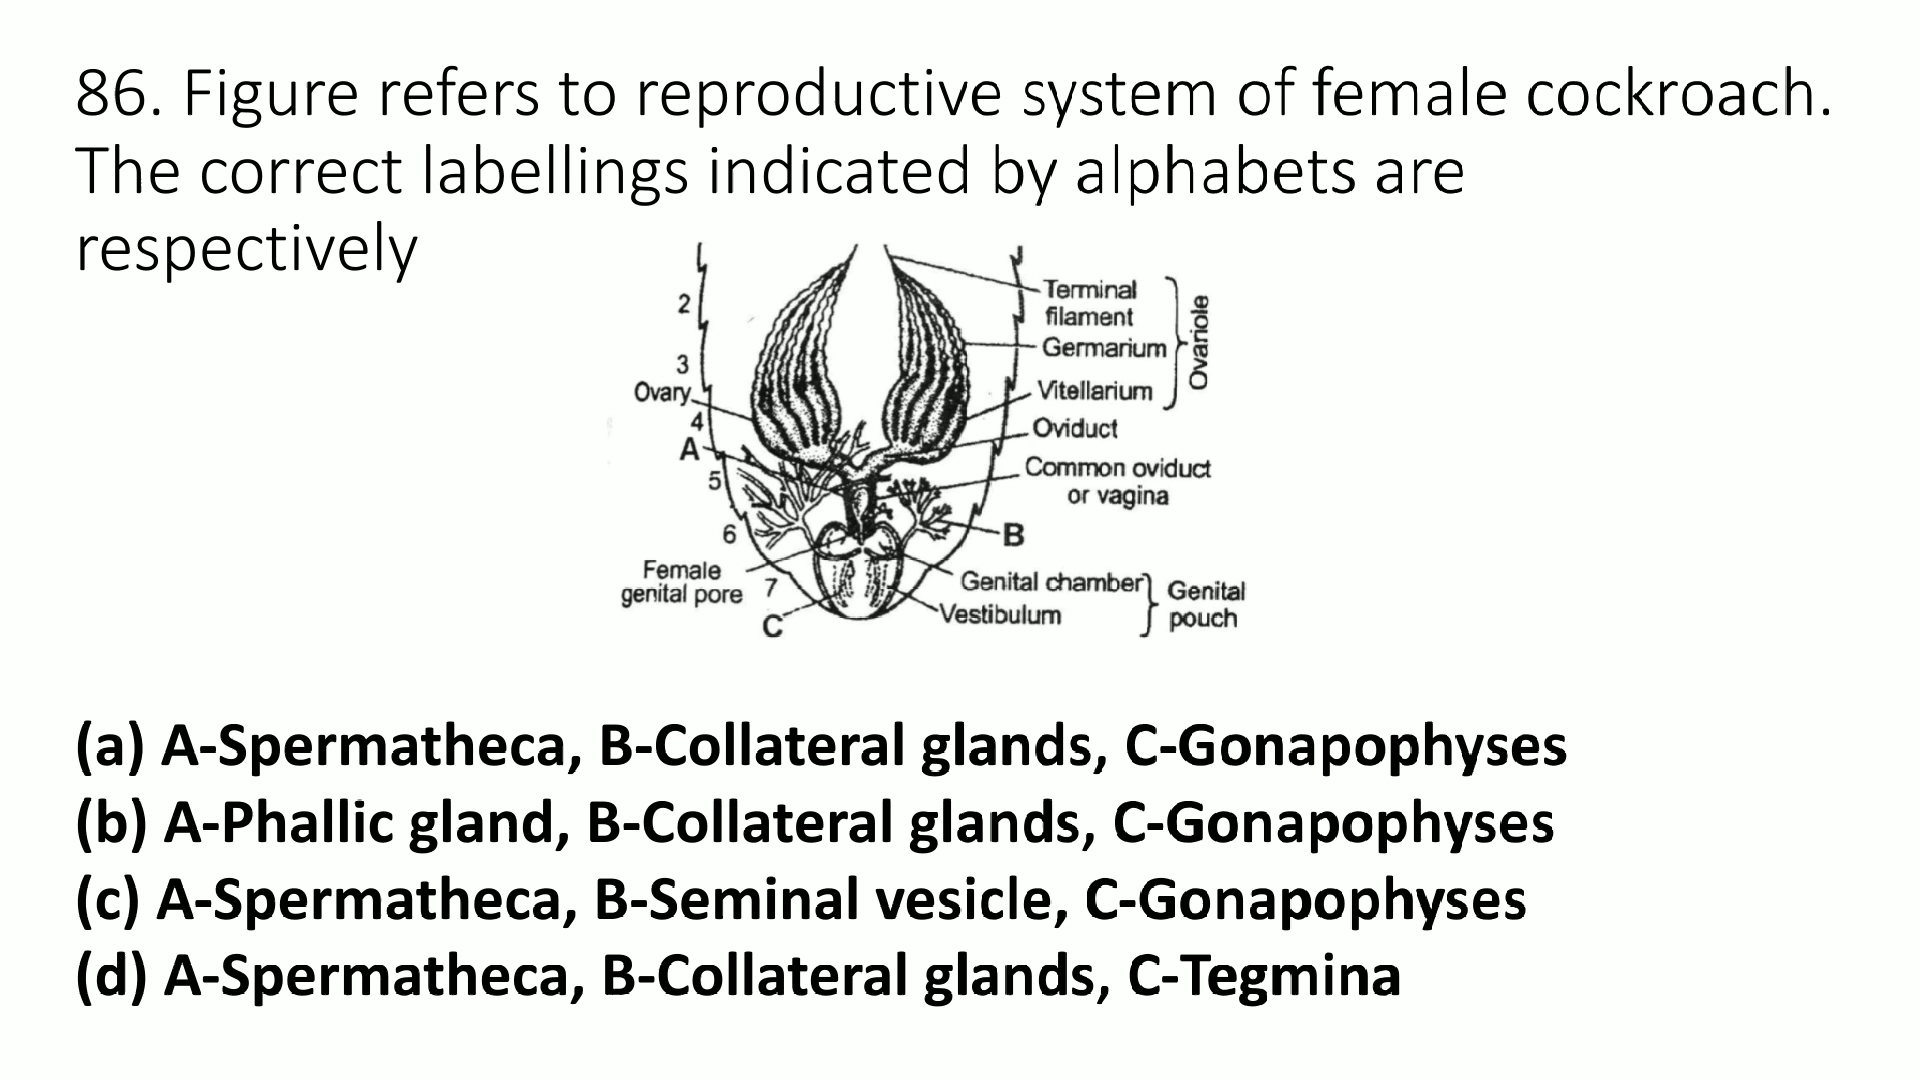 86. Figure refers to reproductive system of female cockroach.
The correct labellings indicated by alphabets are
respectively
2
3
Ovary
4
A
5
6
Female
genital pore
7
C
Terminal
filament
Germarium
Vitellarium
Ovariole
Oviduct
Common oviduct
or vagina
B
Genital chamber
Vestibulum
Genital
pouch
(a) A-Spermatheca, B-Collateral glands, C-Gonapophyses
(b) A-Phallic gland, B-Collateral glands, C-Gonapophyses
(c) A-Spermatheca, B-Seminal vesicle, C-Gonapophyses
(d) A-Spermatheca, B-Collateral glands, C-Tegmina